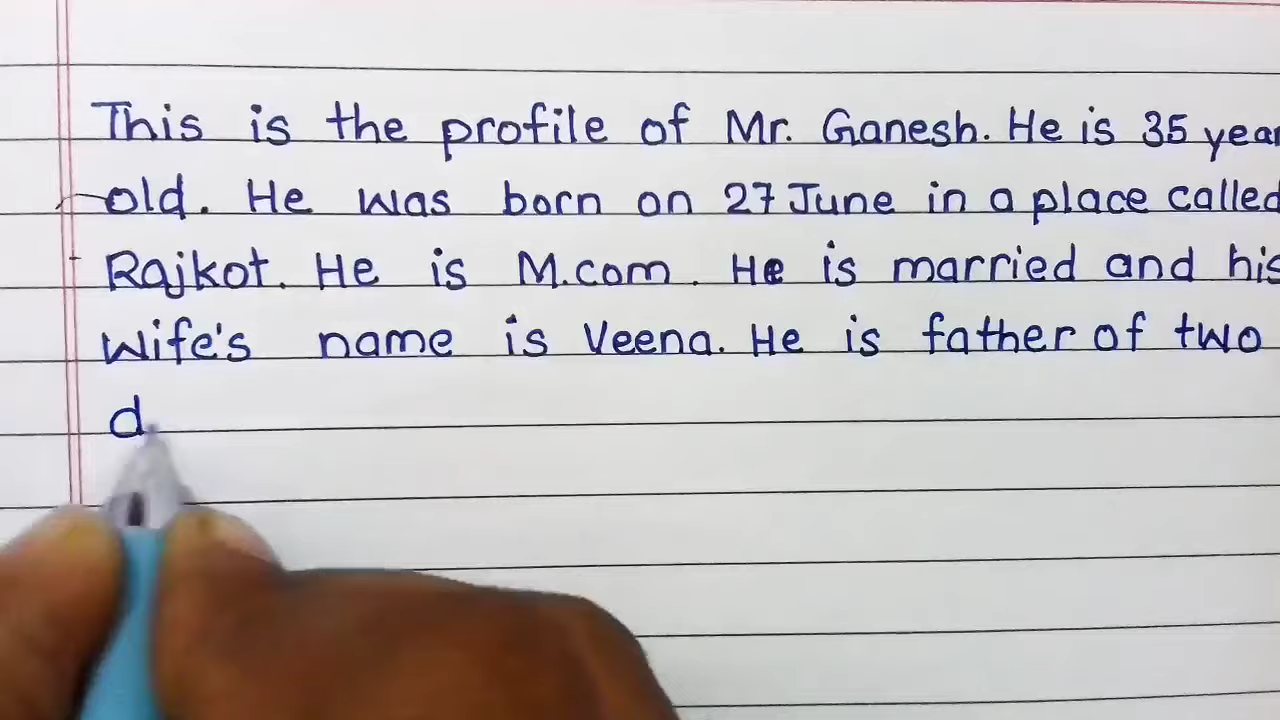 This is the profile of Mr. Ganesh. He is 35 year
old. He was born on 27 June in a place called
Rajkot. He is M.com. He is married and his
wife's name is Veena. He is father of two
d